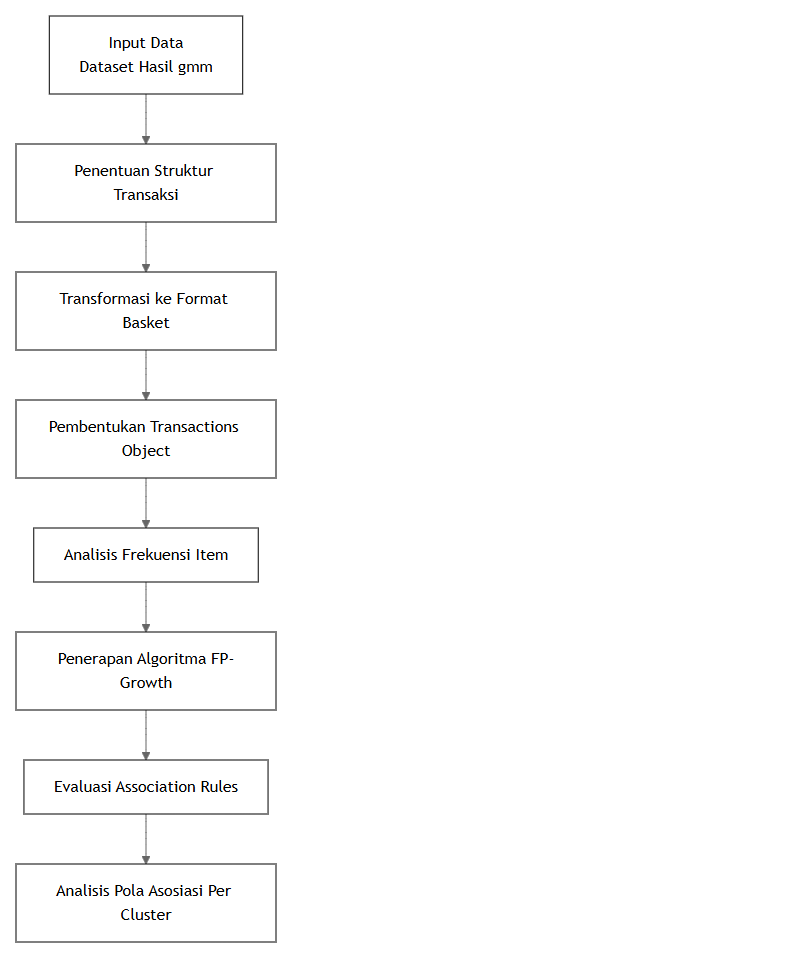 Input Data
Dataset Hasil gmm
Penentuan Struktur
Transaksi
Transformasi ke Format
Basket
Pembentukan Transactions
Object
Analisis Frekuensi Item
Penerapan Algoritma FP-
Growth
Evaluasi Association Rules
Analisis Pola Asosiasi Per
Cluster